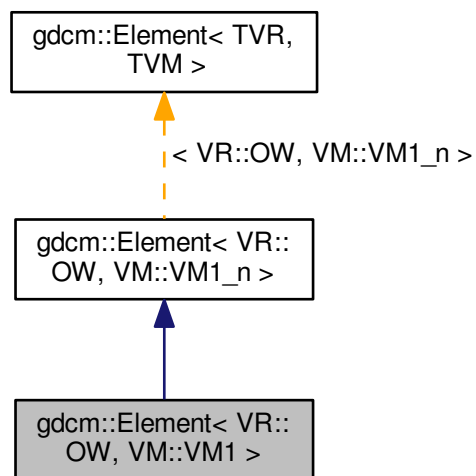 gdcm::Element< TVR,
TVM >
< VR::OW, VM::VM1_n >
gdcm::Element< VR::
OW, VM::VM1_n >
gdcm::Element< VR::
OW, VM::VM1 >